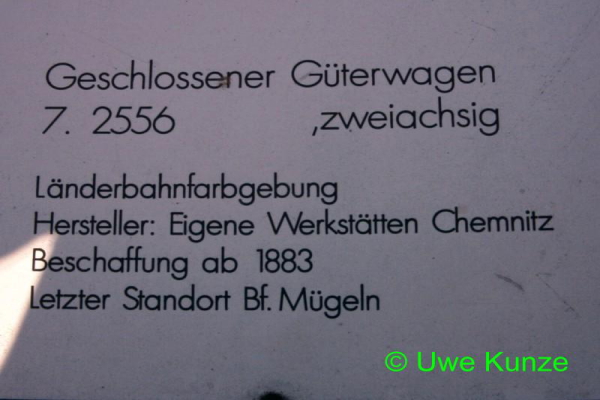 Geschlossener Güterwagen
7. 2556 ,zweiachsig
Länderbahnfarbgebung
Hersteller: Eigene Werkstätten Chemnitz
Beschaffung ab 1883
Letzter Standort Bf. Mügeln
© Uwe Kunze